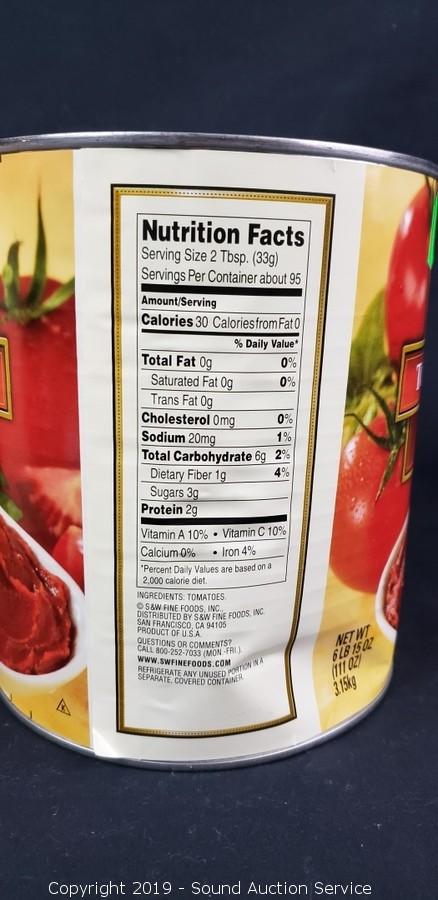 Nutrition Facts
Serving Size 2 Tbsp. (33g)
Servings Per Container about 95
Amount/Serving
Calories 30 Calories from Fat 0
% Daily Value*
Total Fat 0g 0%
Saturated Fat 0g 0%
Trans Fat 0g
Cholesterol 0mg 0%
Sodium 20mg 1%
Total Carbohydrate 6g 2%
Dietary Fiber 1g 4%
Sugars 3g
Protein 2g
Vitamin A 10% • Vitamin C 10%
Calcium 0% • Iron 4%
*Percent Daily Values are based on a
2,000 calorie diet.
INGREDIENTS: TOMATOES.
© S&W FINE FOODS, INC.,
DISTRIBUTED BY S&W FINE FOODS, INC.
SAN FRANCISCO, CA 94105
PRODUCT OF U.S.A.
QUESTIONS OR COMMENTS?
CALL 800-252-7033 (MON.-FRI.).
WWW.SWFINEFOODS.COM
REFRIGERATE ANY UNUSED PORTION IN A
SEPARATE, COVERED CONTAINER.
NET WT
6 LB 15 OZ
(111 OZ)
3.15kg
Copyright 2019 - Sound Auction Service